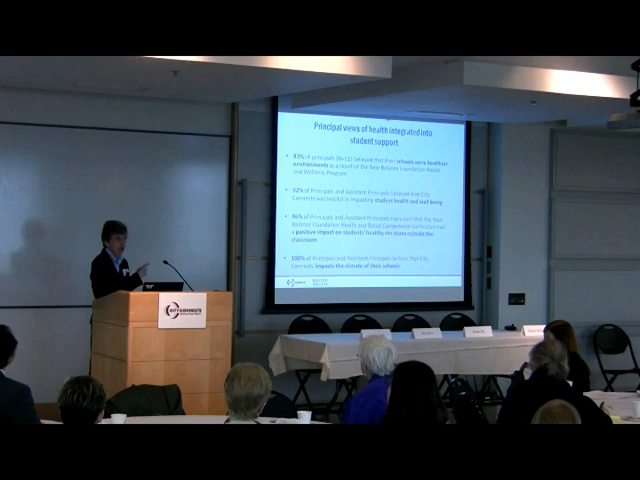 Principal views of health integrated into
student support
• 83% of principals (N=12) believed that their schools were healthier
environments as a result of the New Balance Foundation Health
and Wellness Program
• 92% of Principals and Assistant Principals believed that City
Connects was helpful in impacting student health and well being
• 96% of Principals and Assistant Principals expressed that the New
Balance Foundation Health and Social Competence curriculum had
a positive impact on students' healthy decisions outside the
classroom
• 100% of Principals and Assistant Principals believe that City
Connects impacts the climate of their schools.
CITY CONNECTS